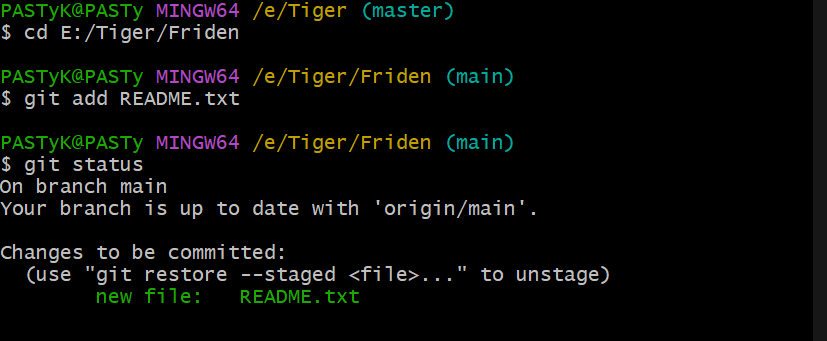 PASTyK@PASTy MINGW64 /e/Tiger (master)
$ cd E:/Tiger/Friden
PASTyK@PASTy MINGW64 /e/Tiger/Friden (main)
$ git add README.txt
PASTyK@PASTy MINGW64 /e/Tiger/Friden (main)
$ git status
On branch main
Your branch is up to date with 'origin/main'.
Changes to be committed:
(use "git restore --staged <file>..." to unstage)
new file:   README.txt